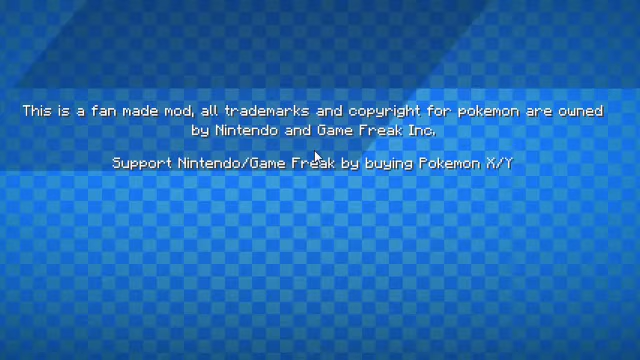 This is a fan made mod, all trademarks and copyright for pokemon are owned
by Nintendo and Game Freak Inc,
Support Nintendo/Game Freak by buying Pokemon X/Y